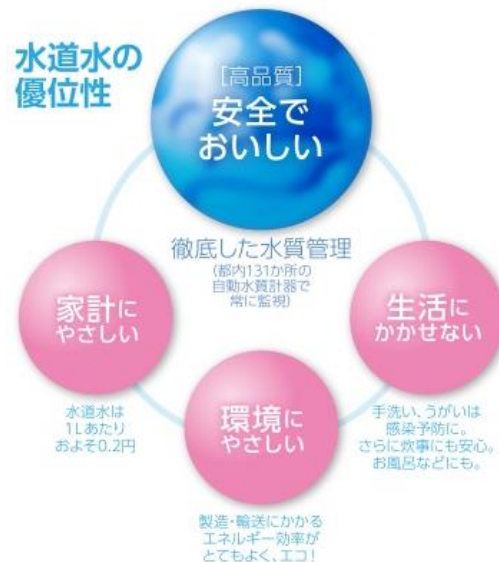 水道水の
優位性
[高品質]
安全で
おいしい
徹底した水質管理
(都内131か所の
自動水質計器で
常に監視)
家計に
やさしい
水道水は
1Lあたり
およそ0.2円
環境に
やさしい
製造・輸送にかかる
エネルギー効率が
とてもよく、エコ!
生活に
かかせない
手洗い、うがいは
感染予防に。
さらに炊事にも安心。
お風呂などにも。